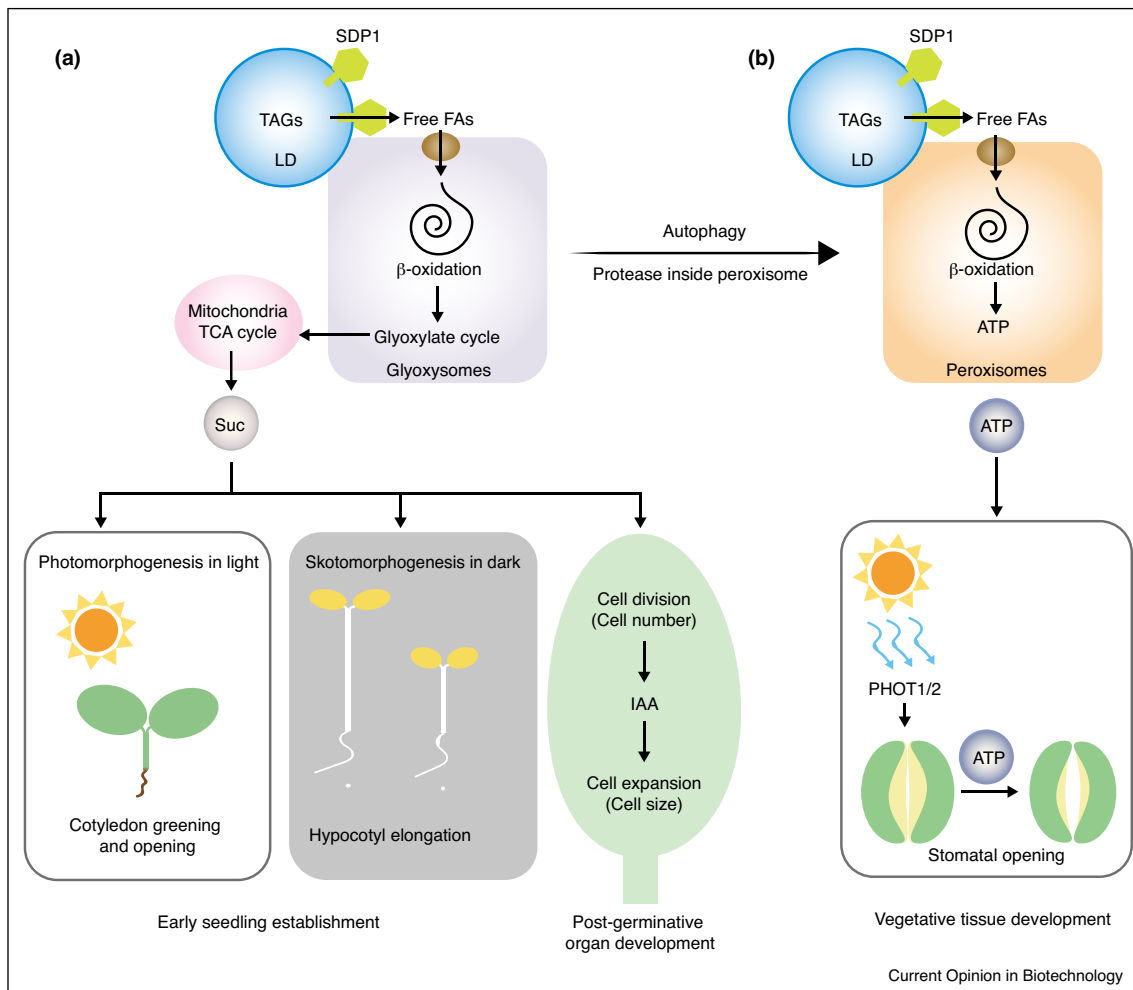 (a)
SDP1
TAGs
LD
Free FAs
β-oxidation
Glyoxylate cycle
Glyoxysomes
Mitochondria
TCA cycle
Suc
Autophagy
Protease inside peroxisome
(b)
SDP1
TAGs
LD
Free FAs
β-oxidation
ATP
Peroxisomes
ATP
Photomorphogenesis in light
Cotyledon greening
and opening
Skotomorphogenesis in dark
Hypocotyl elongation
Early seedling establishment
Cell division
(Cell number)
IAA
Cell expansion
(Cell size)
Post-germinative
organ development
PHOT1/2
ATP
Stomatal opening
Vegetative tissue development
Current Opinion in Biotechnology